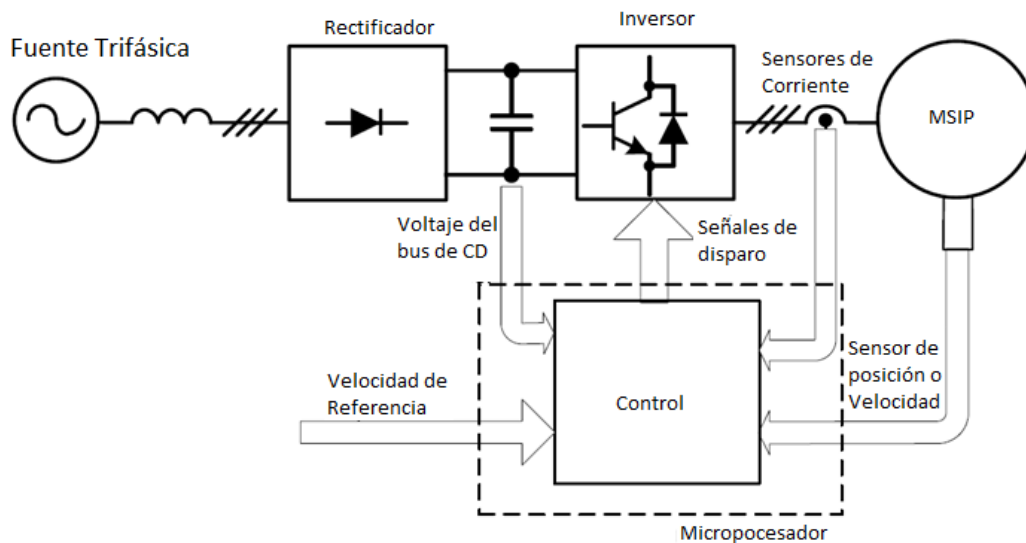 Fuente Trifásica
Rectificador
Inversor
Sensores de
Corriente
MSIP
Voltaje del
bus de CD
Señales de
disparo
Velocidad de
Referencia
Control
Sensor de
posición o
Velocidad
Micropocesador